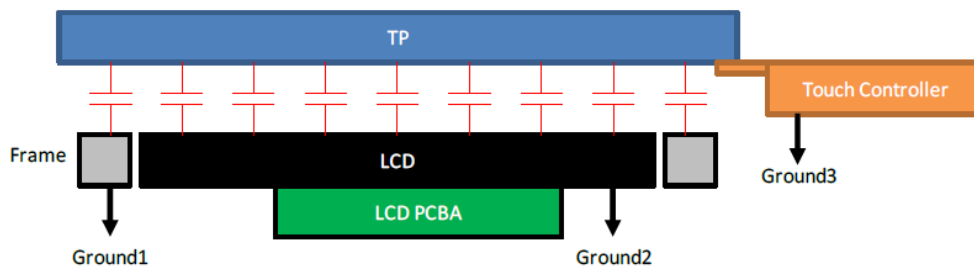 TP
Touch Controller
Frame
LCD
Ground3
LCD PCBA
Ground1
Ground2